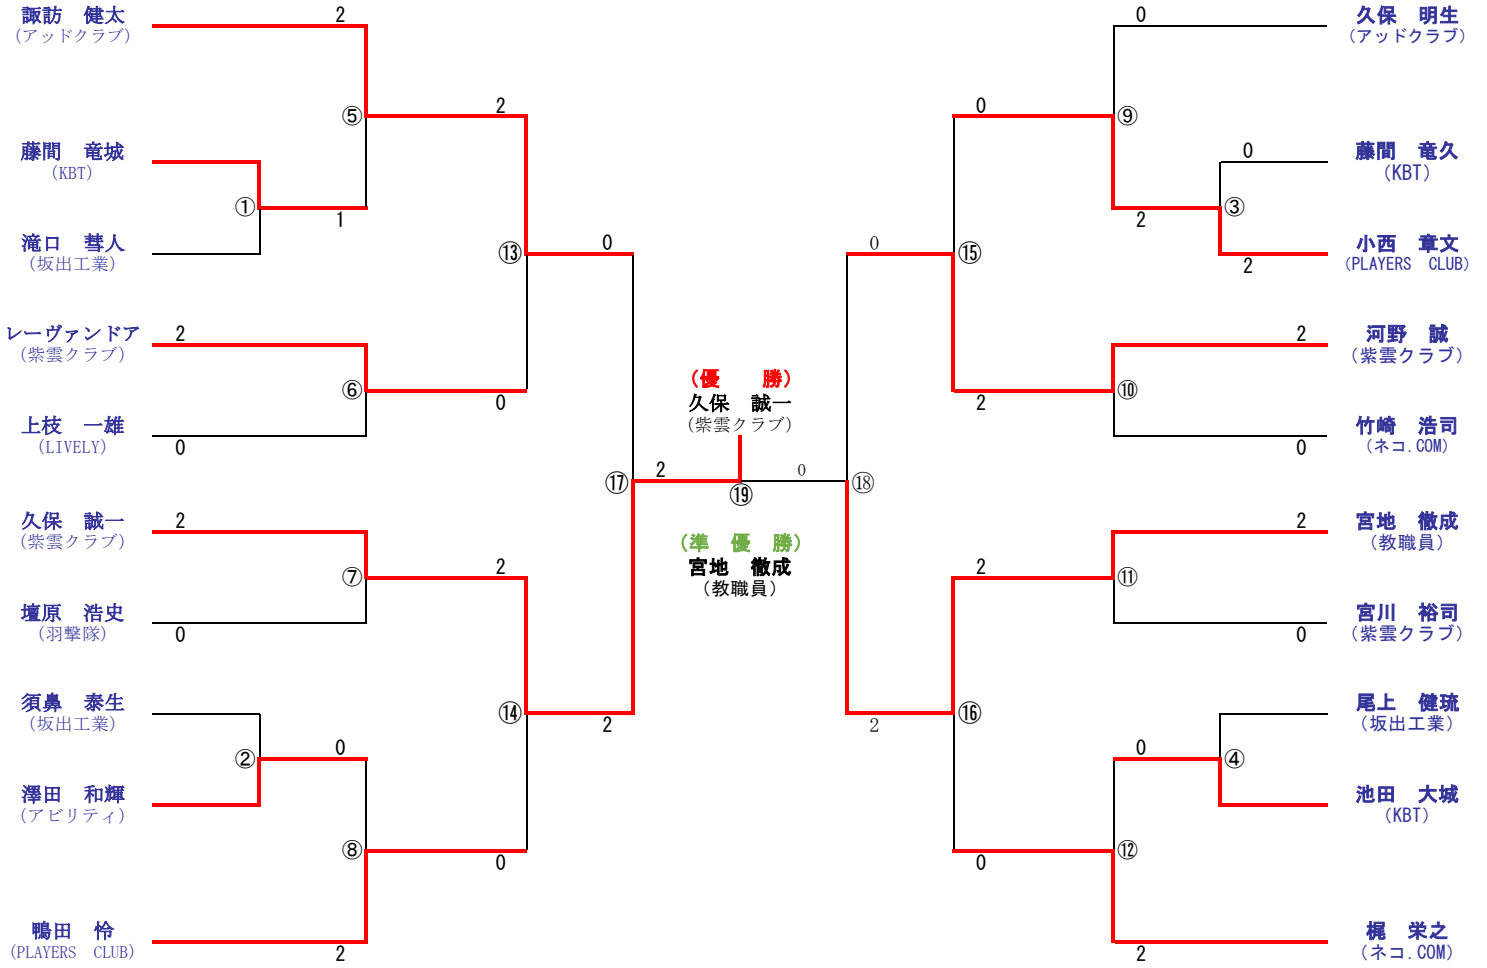 諏訪　健太
(アッドクラブ)
2
⑤
2
藤間　竜城
(KBT)
①
1
滝口　彗人
(坂出工業)
⑬
0
レーヴァンドア
(紫雲クラブ)
2
⑥
0
上枝　一雄
(LIVELY)
0
⑰
2
久保　誠一
(紫雲クラブ)
2
⑦
2
壇原　浩史
(羽撃隊)
0
須鼻　泰生
(坂出工業)
⑭
2
②
0
澤田　和輝
(アビリティ)
⑧
0
鴨田　怜
(PLAYERS　CLUB)
2
(優　　勝)
久保　誠一
(紫雲クラブ)
⑲
(準　優　勝)
宮地　徹成
(教職員)
0
久保　明生
(アッドクラブ)
0
⑨
0
藤間　竜久
(KBT)
2
③
小西　章文
(PLAYERS　CLUB)
2
0
⑮
2
河野　誠
(紫雲クラブ)
2
⑩
竹崎　浩司
(ネコ.COM)
0
0
⑱
2
宮地　徹成
(教職員)
2
⑪
宮川　裕司
(紫雲クラブ)
0
尾上　健琉
(坂出工業)
2
⑯
0
④
池田　大城
(KBT)
0
⑫
梶　栄之
(ネコ.COM)
2